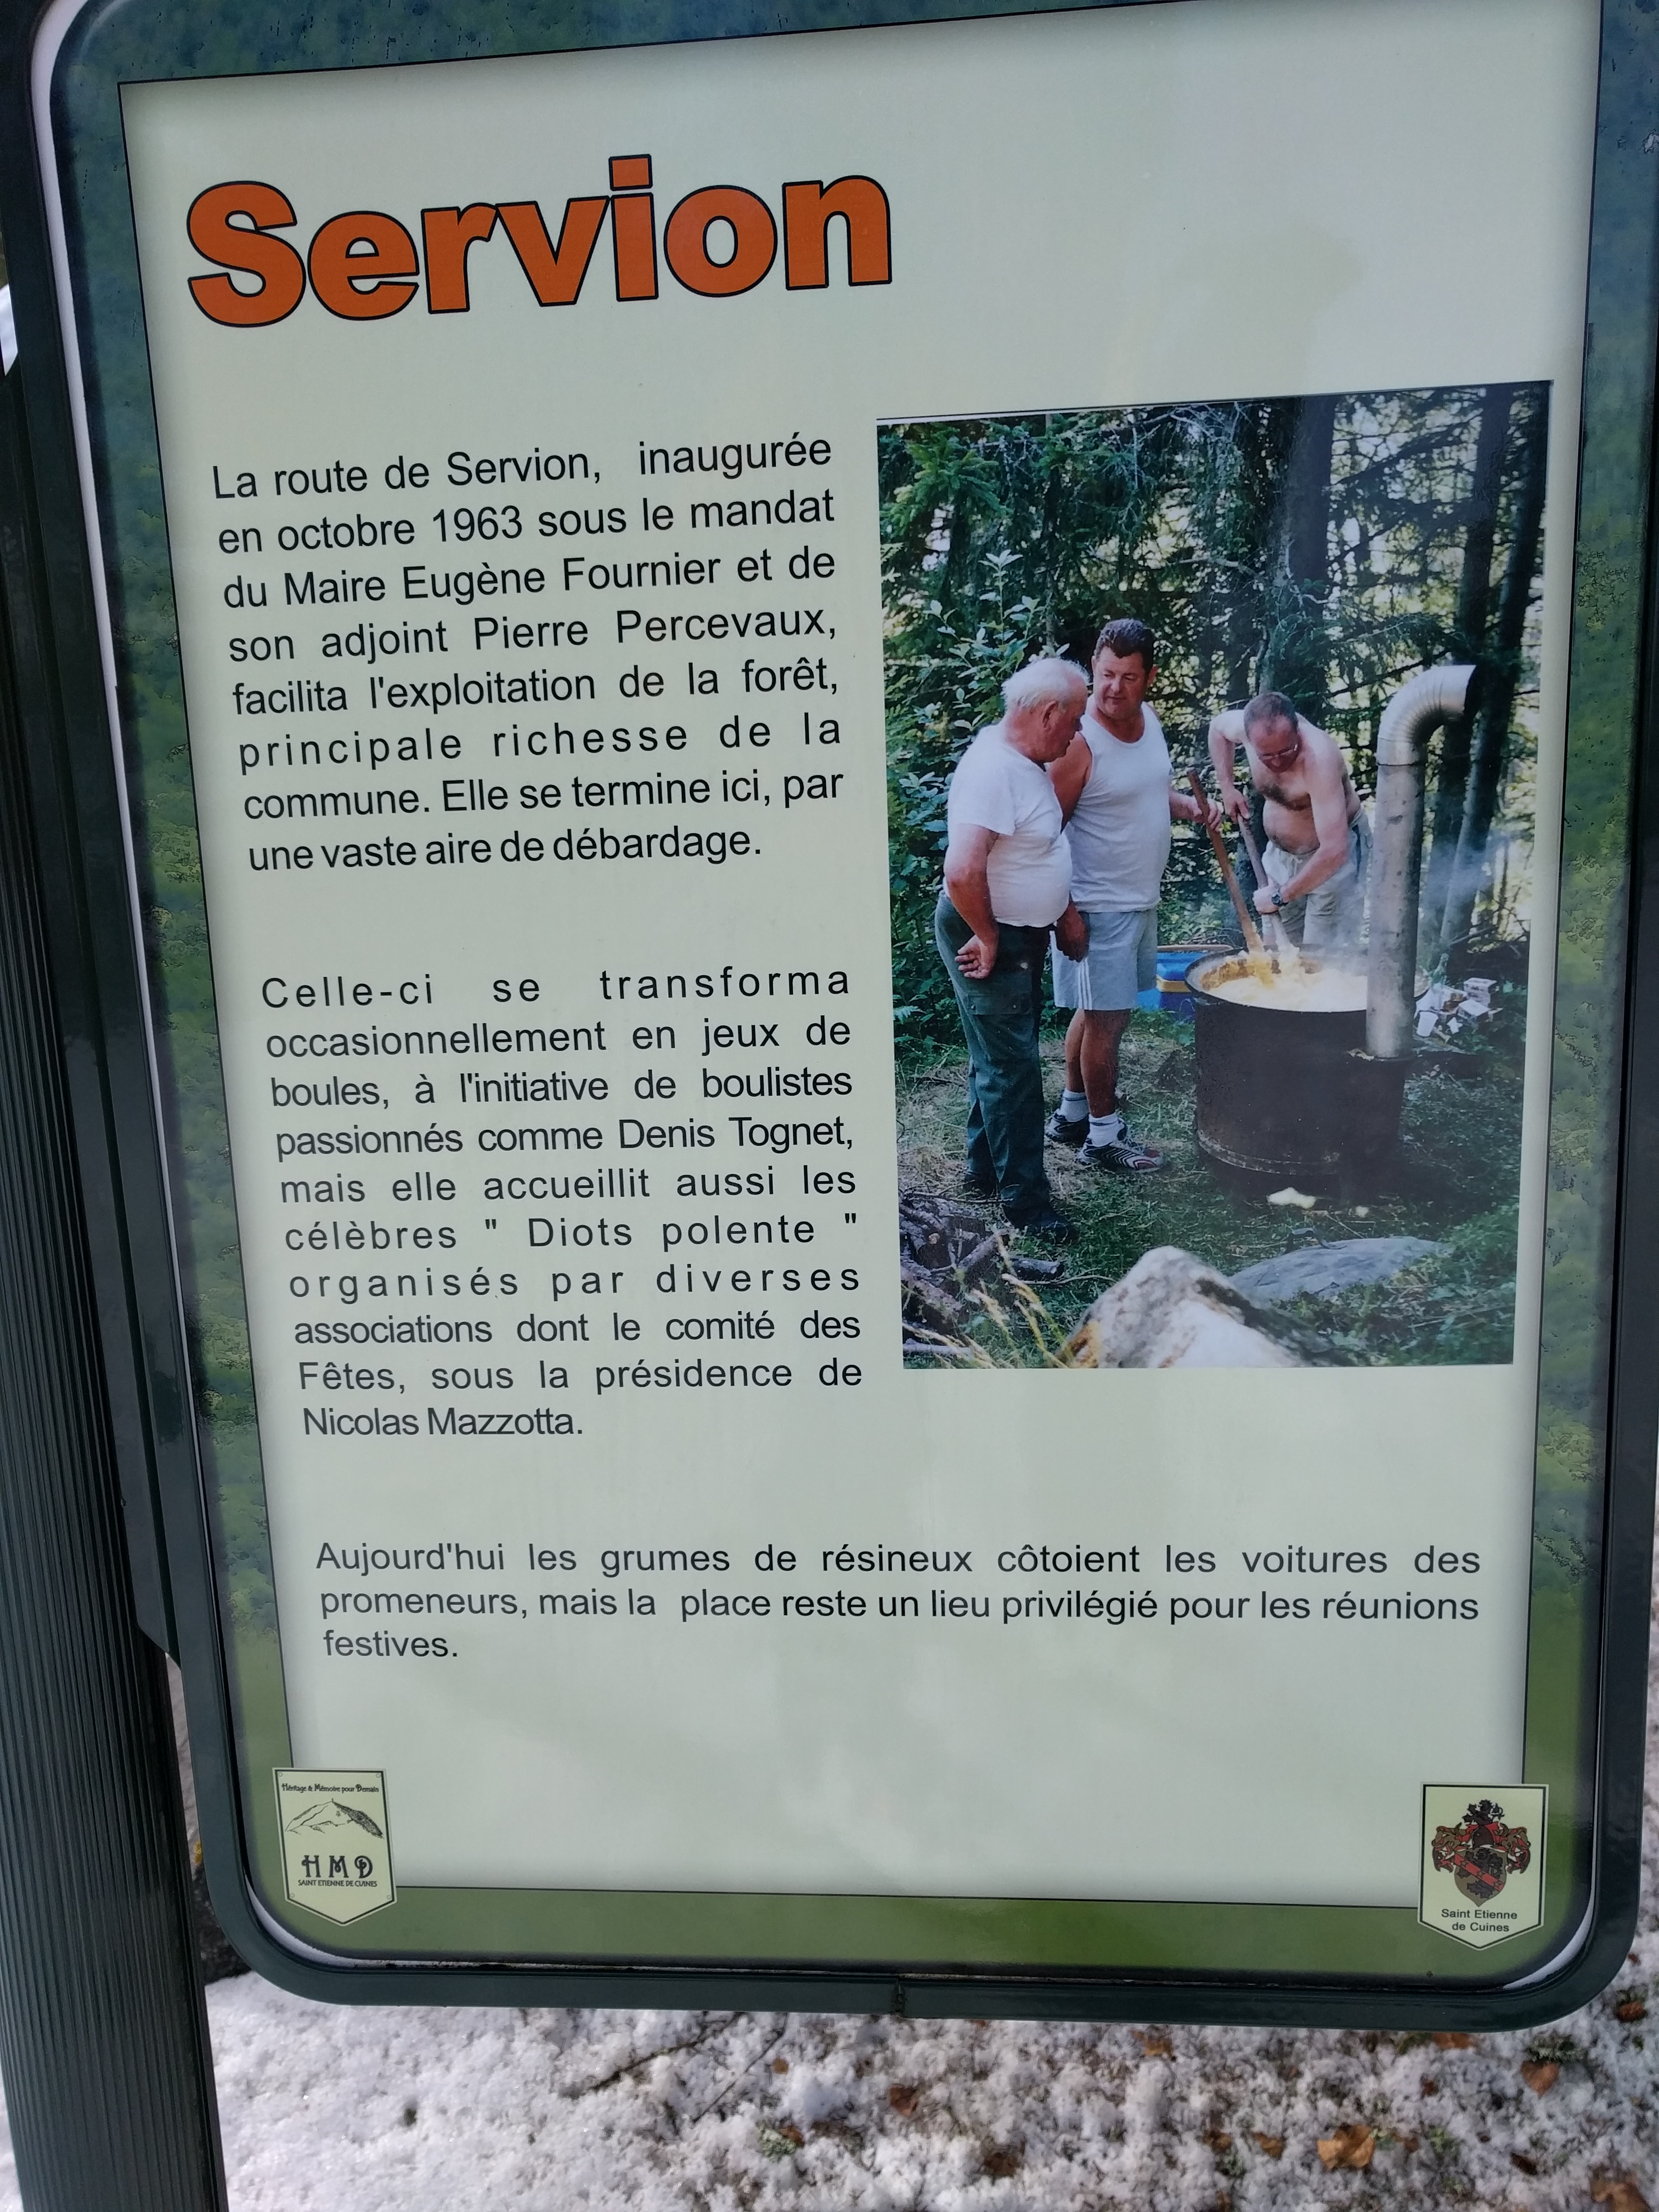 Servion
La route de Servion, inaugurée
en octobre 1963 sous le mandat
du Maire Eugène Fournier et de
son adjoint Pierre Percevaux,
facilita l'exploitation de la forêt,
principale richesse de la
commune. Elle se termine ici, par
une vaste aire de débardage.
Celle-ci se transforma
occasionnellement en jeux de
boules, à l'initiative de boulistes
passionnés comme Denis Tognet,
mais elle accueillit aussi les
célèbres " Diots polente "
organisés par diverses
associations dont le comité des
Fêtes, sous la présidence de
Nicolas Mazzotta.
Aujourd'hui les grumes de résineux côtoient les voitures des
promeneurs, mais la place reste un lieu privilégié pour les réunions
festives.
Héritage & Mémoire pour Demain
HMD
SAINT ETIENNE DE CUINES
Saint Etienne
de Cuines